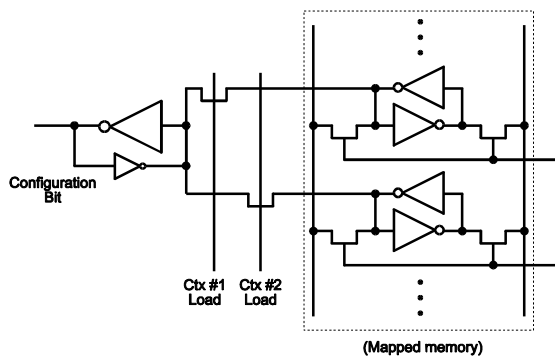 Configuration
Bit
Ctx #1
Load
Ctx #2
Load
(Mapped memory)